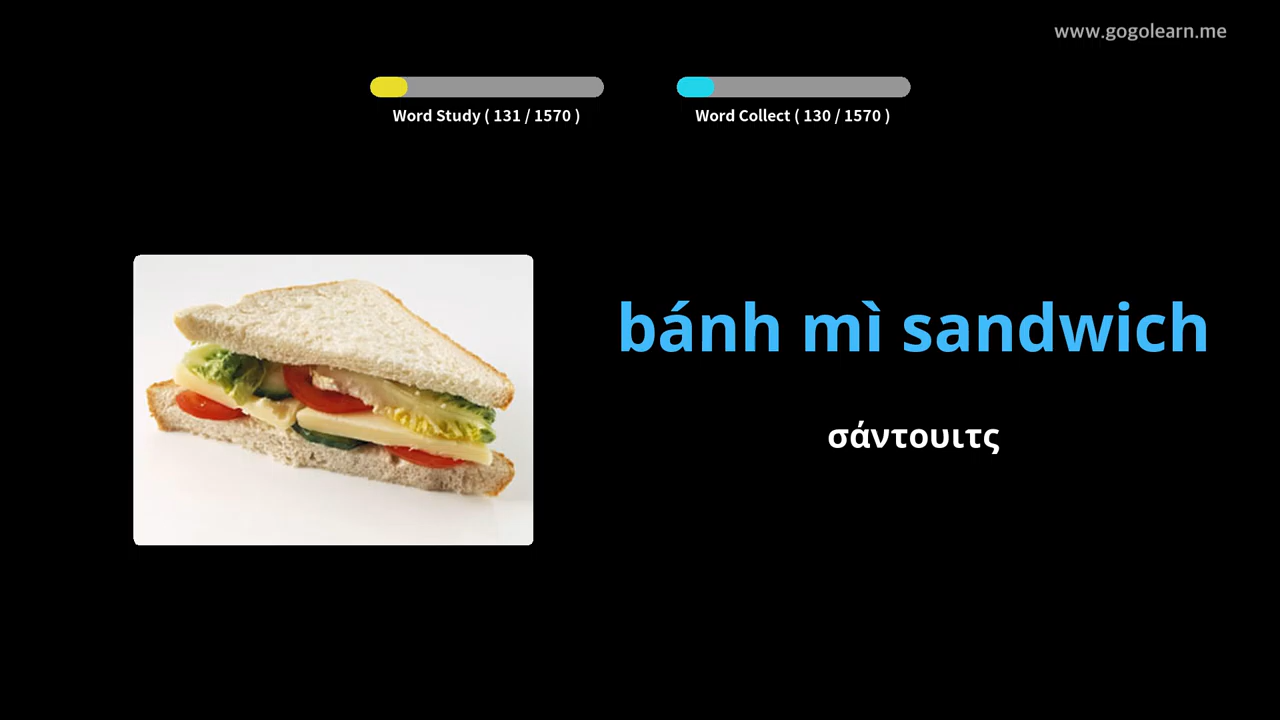 www.gogolearn.me
Word Study ( 131 / 1570 )
Word Collect ( 130 / 1570 )
bánh mì sandwich
σάντουιτς